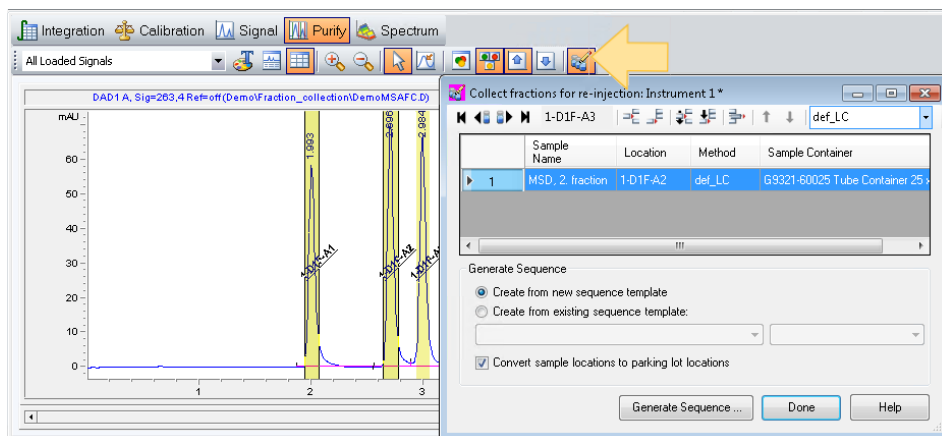 Integration Calibration Signal Purify Spectrum
All Loaded Signals
DAD1 A, Sig=263,4 Ref=off (Demo\Fraction_collection\DemoMSAFC.D)
mAU
60
50
40
30
20
10
0
1.993
2.696
2.984
1-D1F-A1
1-D1F-A2
1 2 3
Collect fractions for re-injection: Instrument 1*
1-D1F-A3 def_LC
Sample Name Location Method Sample Container
1 MSD, 2. fraction 1-D1F-A2 def_LC G9321-60025 Tube Container 25
Generate Sequence
Create from new sequence template
Create from existing sequence template:
Convert sample locations to parking lot locations
Generate Sequence ... Done Help